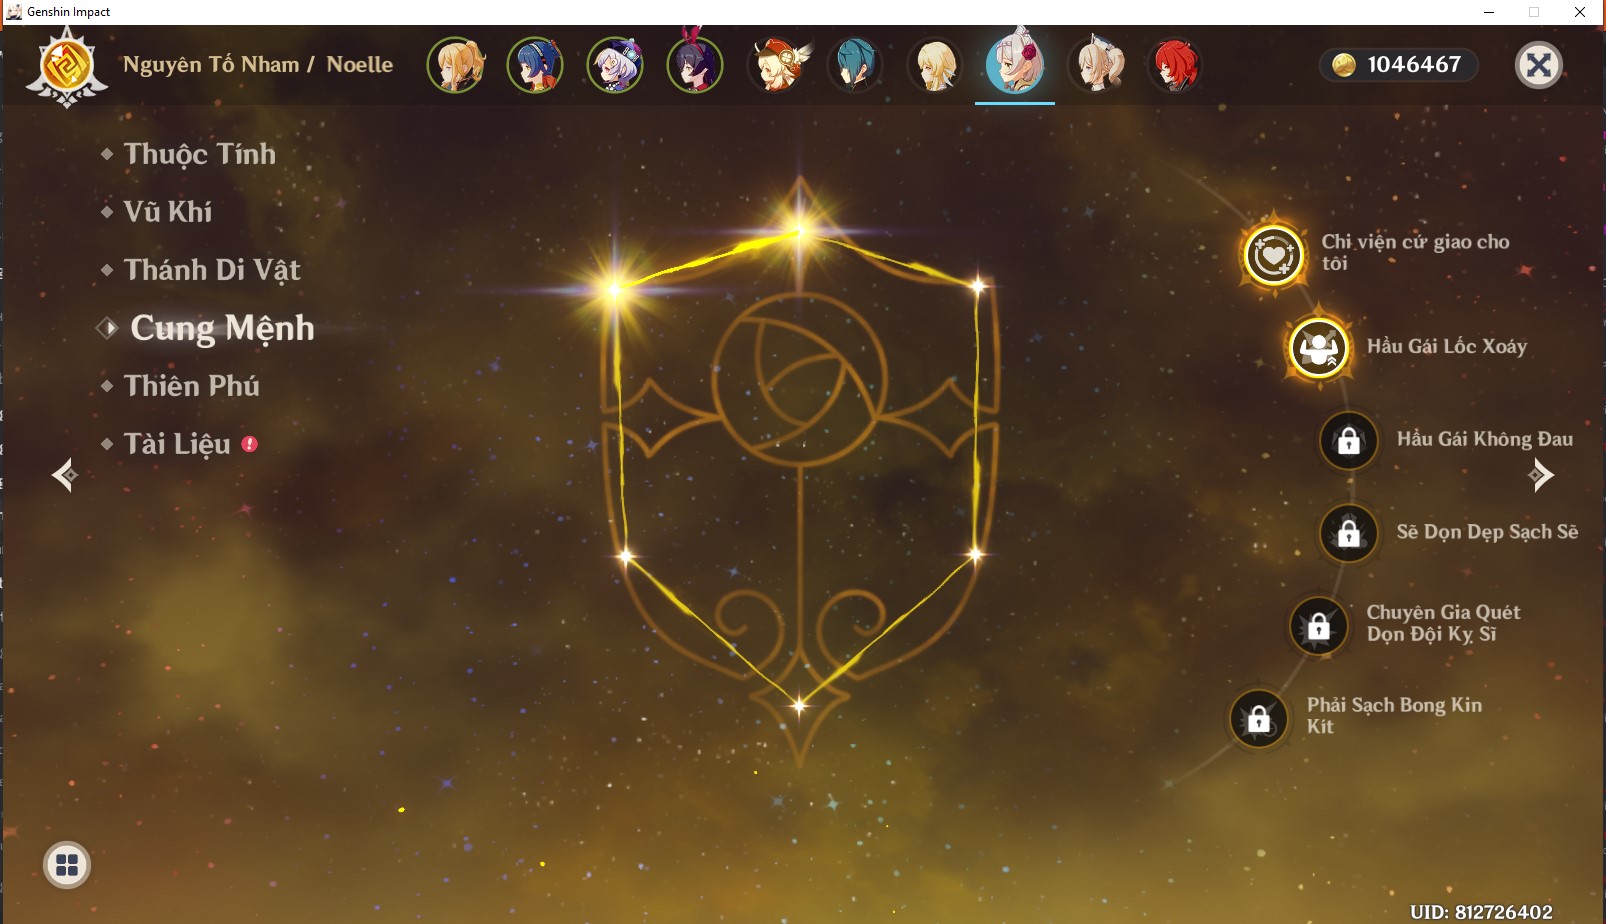 Genshin Impact
Nguyên Tố Nham / Noelle
1046467
Thuộc Tính
Vũ Khí
Thánh Di Vật
Cung Mệnh
Thiên Phú
Tài Liệu
Chi viện cứ giao cho
tôi
Hầu Gái Lốc Xoáy
Hầu Gái Không Đau
Sẽ Dọn Dẹp Sạch Sẽ
Chuyên Gia Quét
Dọn Đội Kỵ Sĩ
Phải Sạch Bong Kin
Kít
UID: 812726402